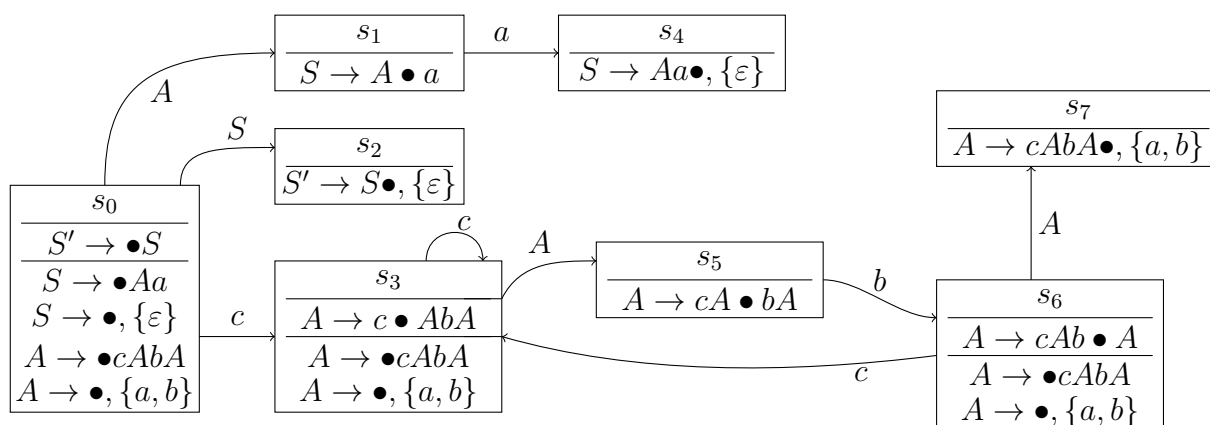 s₁
S → A • a
a
s₄
S → Aa•, {ε}
A
S
s₂
S′ → S•, {ε}
s₀
S′ → •S
S → •Aa
S → •, {ε}
A → •cAbA
A → •, {a, b}
c
c
s₃
A → c • AbA
A → •cAbA
A → •, {a, b}
A
s₅
A → cA • bA
b
s₇
A → cAbA•, {a, b}
A
s₆
A → cAb • A
A → •cAbA
A → •, {a, b}
c